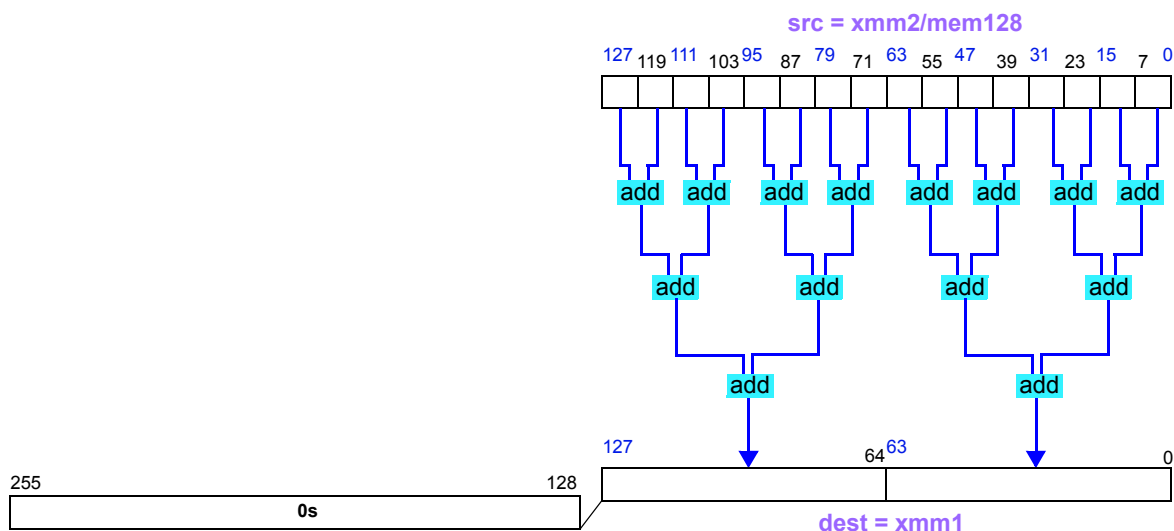 src = xmm2/mem128
127 119 111 103 95 87 79 71 63 55 47 39 31 23 15 7 0
add add add add add add add add
add add add add
add add
127 64 63 0
255 128
0s
dest = xmm1